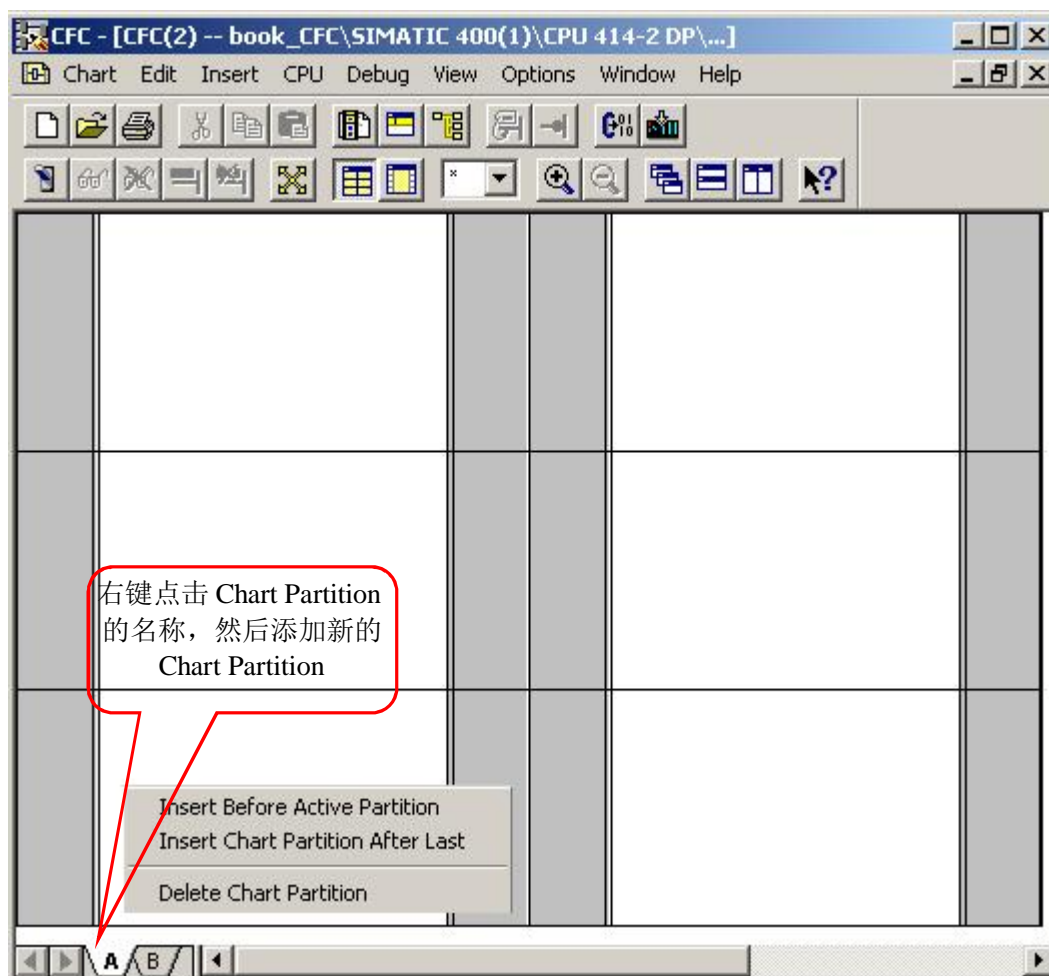 CFC - [CFC(2) -- book_CFC\SIMATIC 400(1)\CPU 414-2 DP\...]
Chart Edit Insert CPU Debug View Options Window Help
右键点击 Chart Partition
的名称，然后添加新的
Chart Partition
Insert Before Active Partition
Insert Chart Partition After Last
Delete Chart Partition
A B